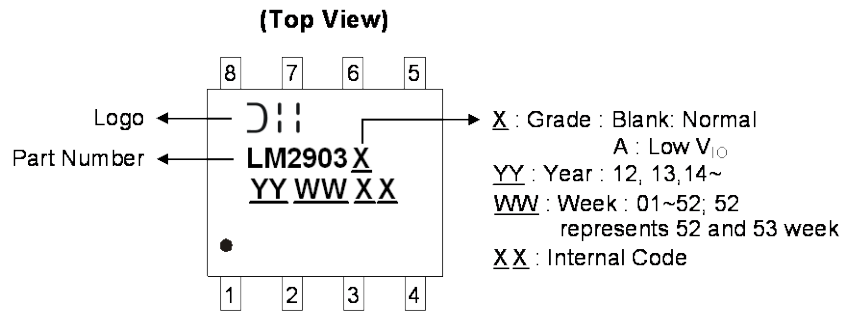 (Top View)
8 7 6 5
Logo
Part Number
LM2903 X
YY WW X X
X : Grade : Blank: Normal
A : Low VIO
YY : Year : 12, 13,14~
WW : Week : 01~52; 52
represents 52 and 53 week
X X : Internal Code
1 2 3 4